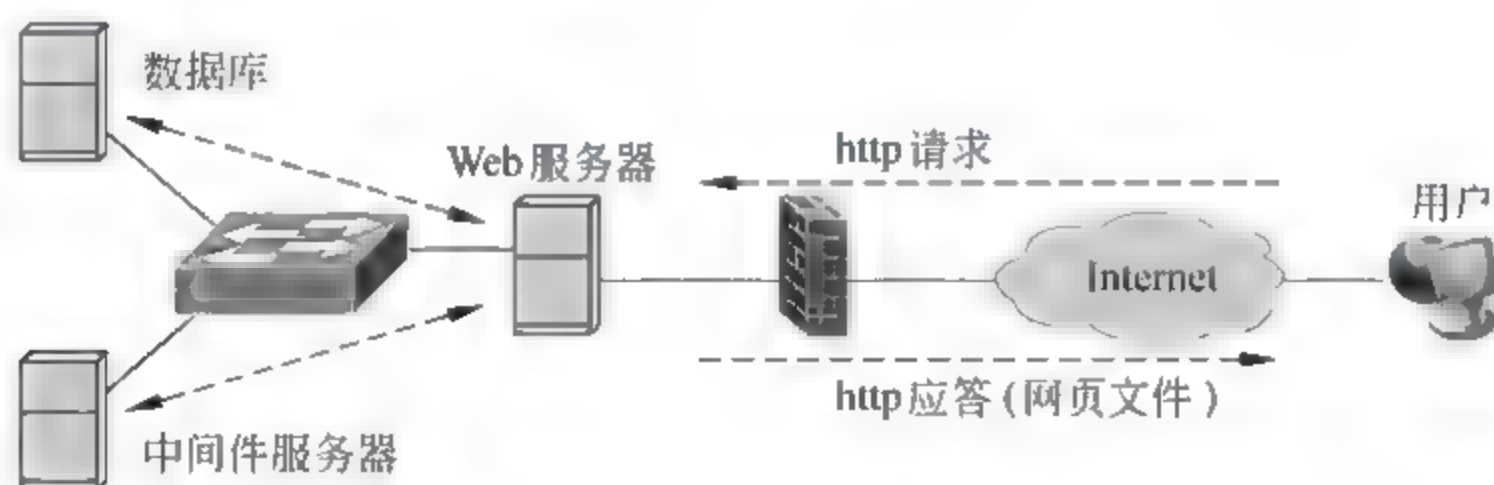 数据库
Web服务器
http请求
用户
Internet
http应答(网页文件)
中间件服务器